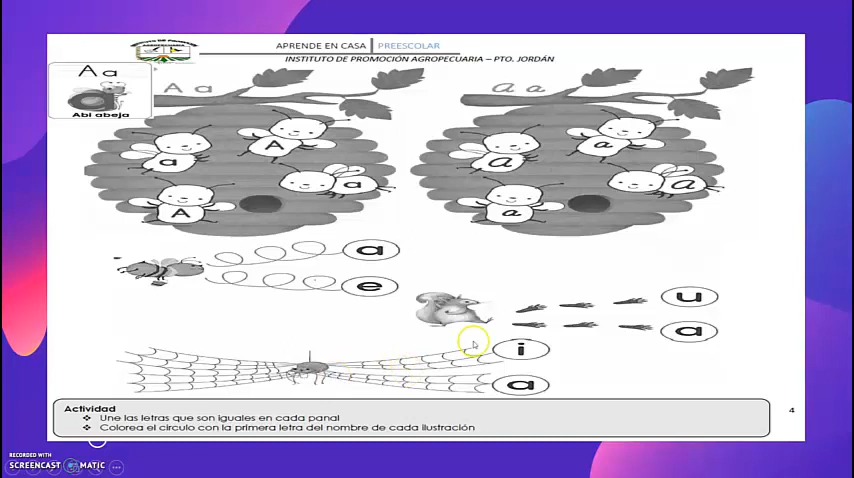 APRENDE EN CASA PREESCOLAR
INSTITUTO DE PROMOCIÓN AGROPECUARIA – PTO. JORDÁN
A a
Abi abeja
A a
A a
a
A
a
A
A
a
A
a
a
e
u
a
i
a
Actividad
❖ Une las letras que son iguales en cada panal
❖ Colorea el circulo con la primera letra del nombre de cada ilustración
4
RECORDED WITH
SCREENCAST MATIC